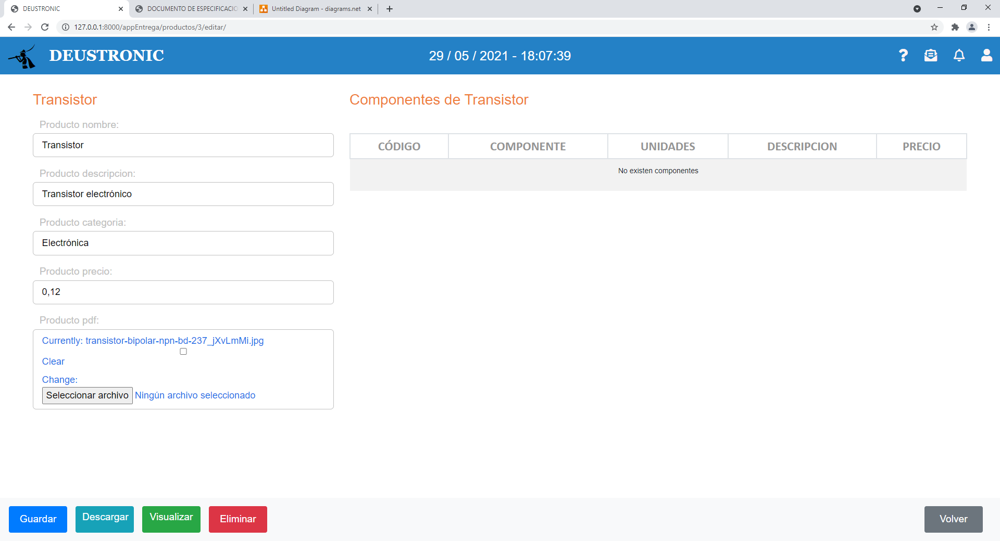 DEUSTRONIC
DOCUMENTO DE ESPECIFICACIO
Untitled Diagram - diagrams.net
127.0.0.1:8000/appEntrega/productos/3/editar/
DEUSTRONIC
29 / 05 / 2021 - 18:07:39
Transistor
Producto nombre:
Transistor
Producto descripcion:
Transistor electrónico
Producto categoria:
Electrónica
Producto precio:
0,12
Producto pdf:
Currently: transistor-bipolar-npn-bd-237_jXvLmMi.jpg
Clear
Change:
Seleccionar archivo Ningún archivo seleccionado
Componentes de Transistor
CÓDIGO COMPONENTE UNIDADES DESCRIPCION PRECIO
No existen componentes
Guardar Descargar Visualizar Eliminar Volver